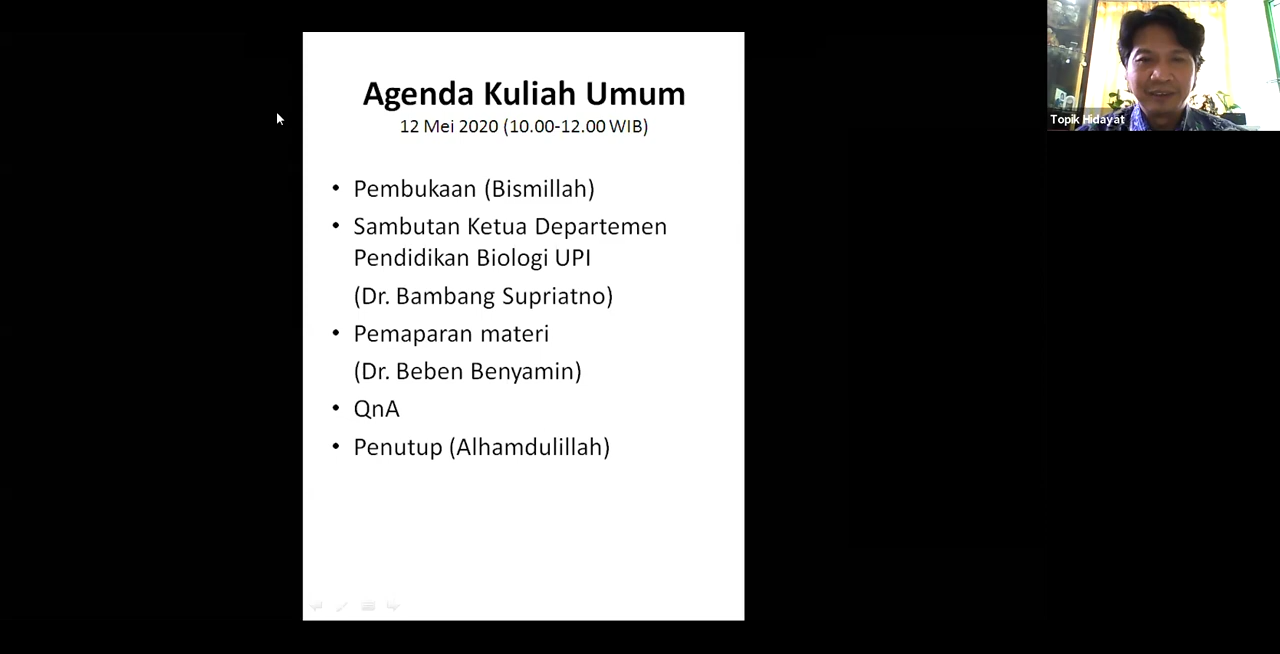 Agenda Kuliah Umum
12 Mei 2020 (10.00-12.00 WIB)
• Pembukaan (Bismillah)
• Sambutan Ketua Departemen
Pendidikan Biologi UPI
(Dr. Bambang Supriatno)
• Pemaparan materi
(Dr. Beben Benyamin)
• QnA
• Penutup (Alhamdulillah)
Topik Hidayat